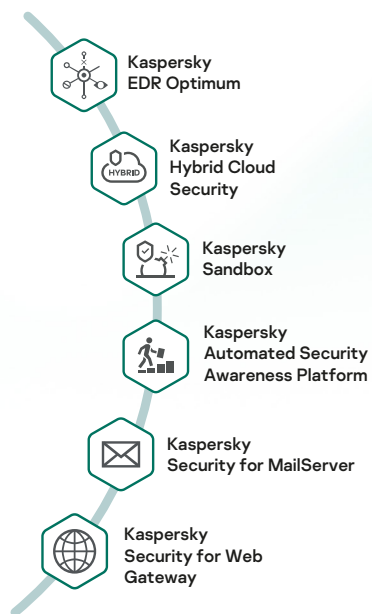 Kaspersky
EDR Optimum
Kaspersky
Hybrid Cloud
Security
HYBRID
Kaspersky
Sandbox
Kaspersky
Automated Security
Awareness Platform
Kaspersky
Security for MailServer
Kaspersky
Security for Web
Gateway